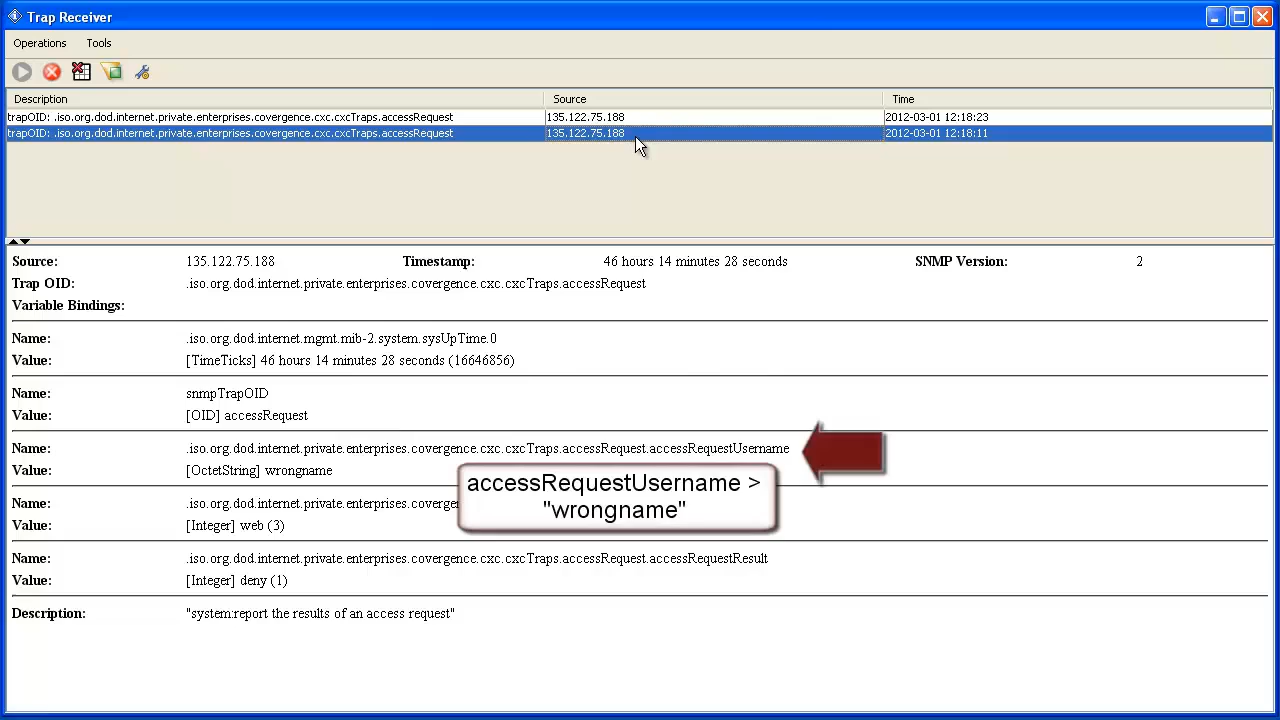 Trap Receiver
Operations Tools
Description Source Time
trapOID: .iso.org.dod.internet.private.enterprises.covergence.cxc.cxcTraps.accessRequest 135.122.75.188 2012-03-01 12:18:23
trapOID: .iso.org.dod.internet.private.enterprises.covergence.cxc.cxcTraps.accessRequest 135.122.75.188 2012-03-01 12:18:11
Source: 135.122.75.188 Timestamp: 46 hours 14 minutes 28 seconds SNMP Version: 2
Trap OID: .iso.org.dod.internet.private.enterprises.covergence.cxc.cxcTraps.accessRequest
Variable Bindings:
Name: .iso.org.dod.internet.mgmt.mib-2.system.sysUpTime.0
Value: [TimeTicks] 46 hours 14 minutes 28 seconds (16646856)
Name: snmpTrapOID
Value: [OID] accessRequest
Name: .iso.org.dod.internet.private.enterprises.covergence.cxc.cxcTraps.accessRequest.accessRequestUsername
Value: [OctetString] wrongname
accessRequestUsername >
"wrongname"
Name: .iso.org.dod.internet.private.enterprises.coverge
Value: [Integer] web (3)
Name: .iso.org.dod.internet.private.enterprises.covergence.cxc.cxcTraps.accessRequest.accessRequestResult
Value: [Integer] deny (1)
Description: "system:report the results of an access request"